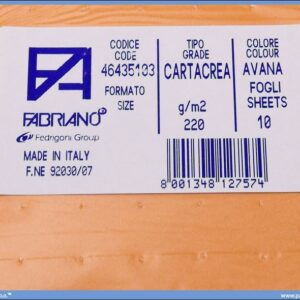 CODICE
CODE
46435133
FORMATO
SIZE
TIPO
GRADE
CARTACREA
g/m2
220
COLORE
COLOUR
AVANA
FOGLI
SHEETS
10
FA
FABRIANO
Fedrigoni Group
MADE IN ITALY
F.NE 92030/07
8 001348 127574